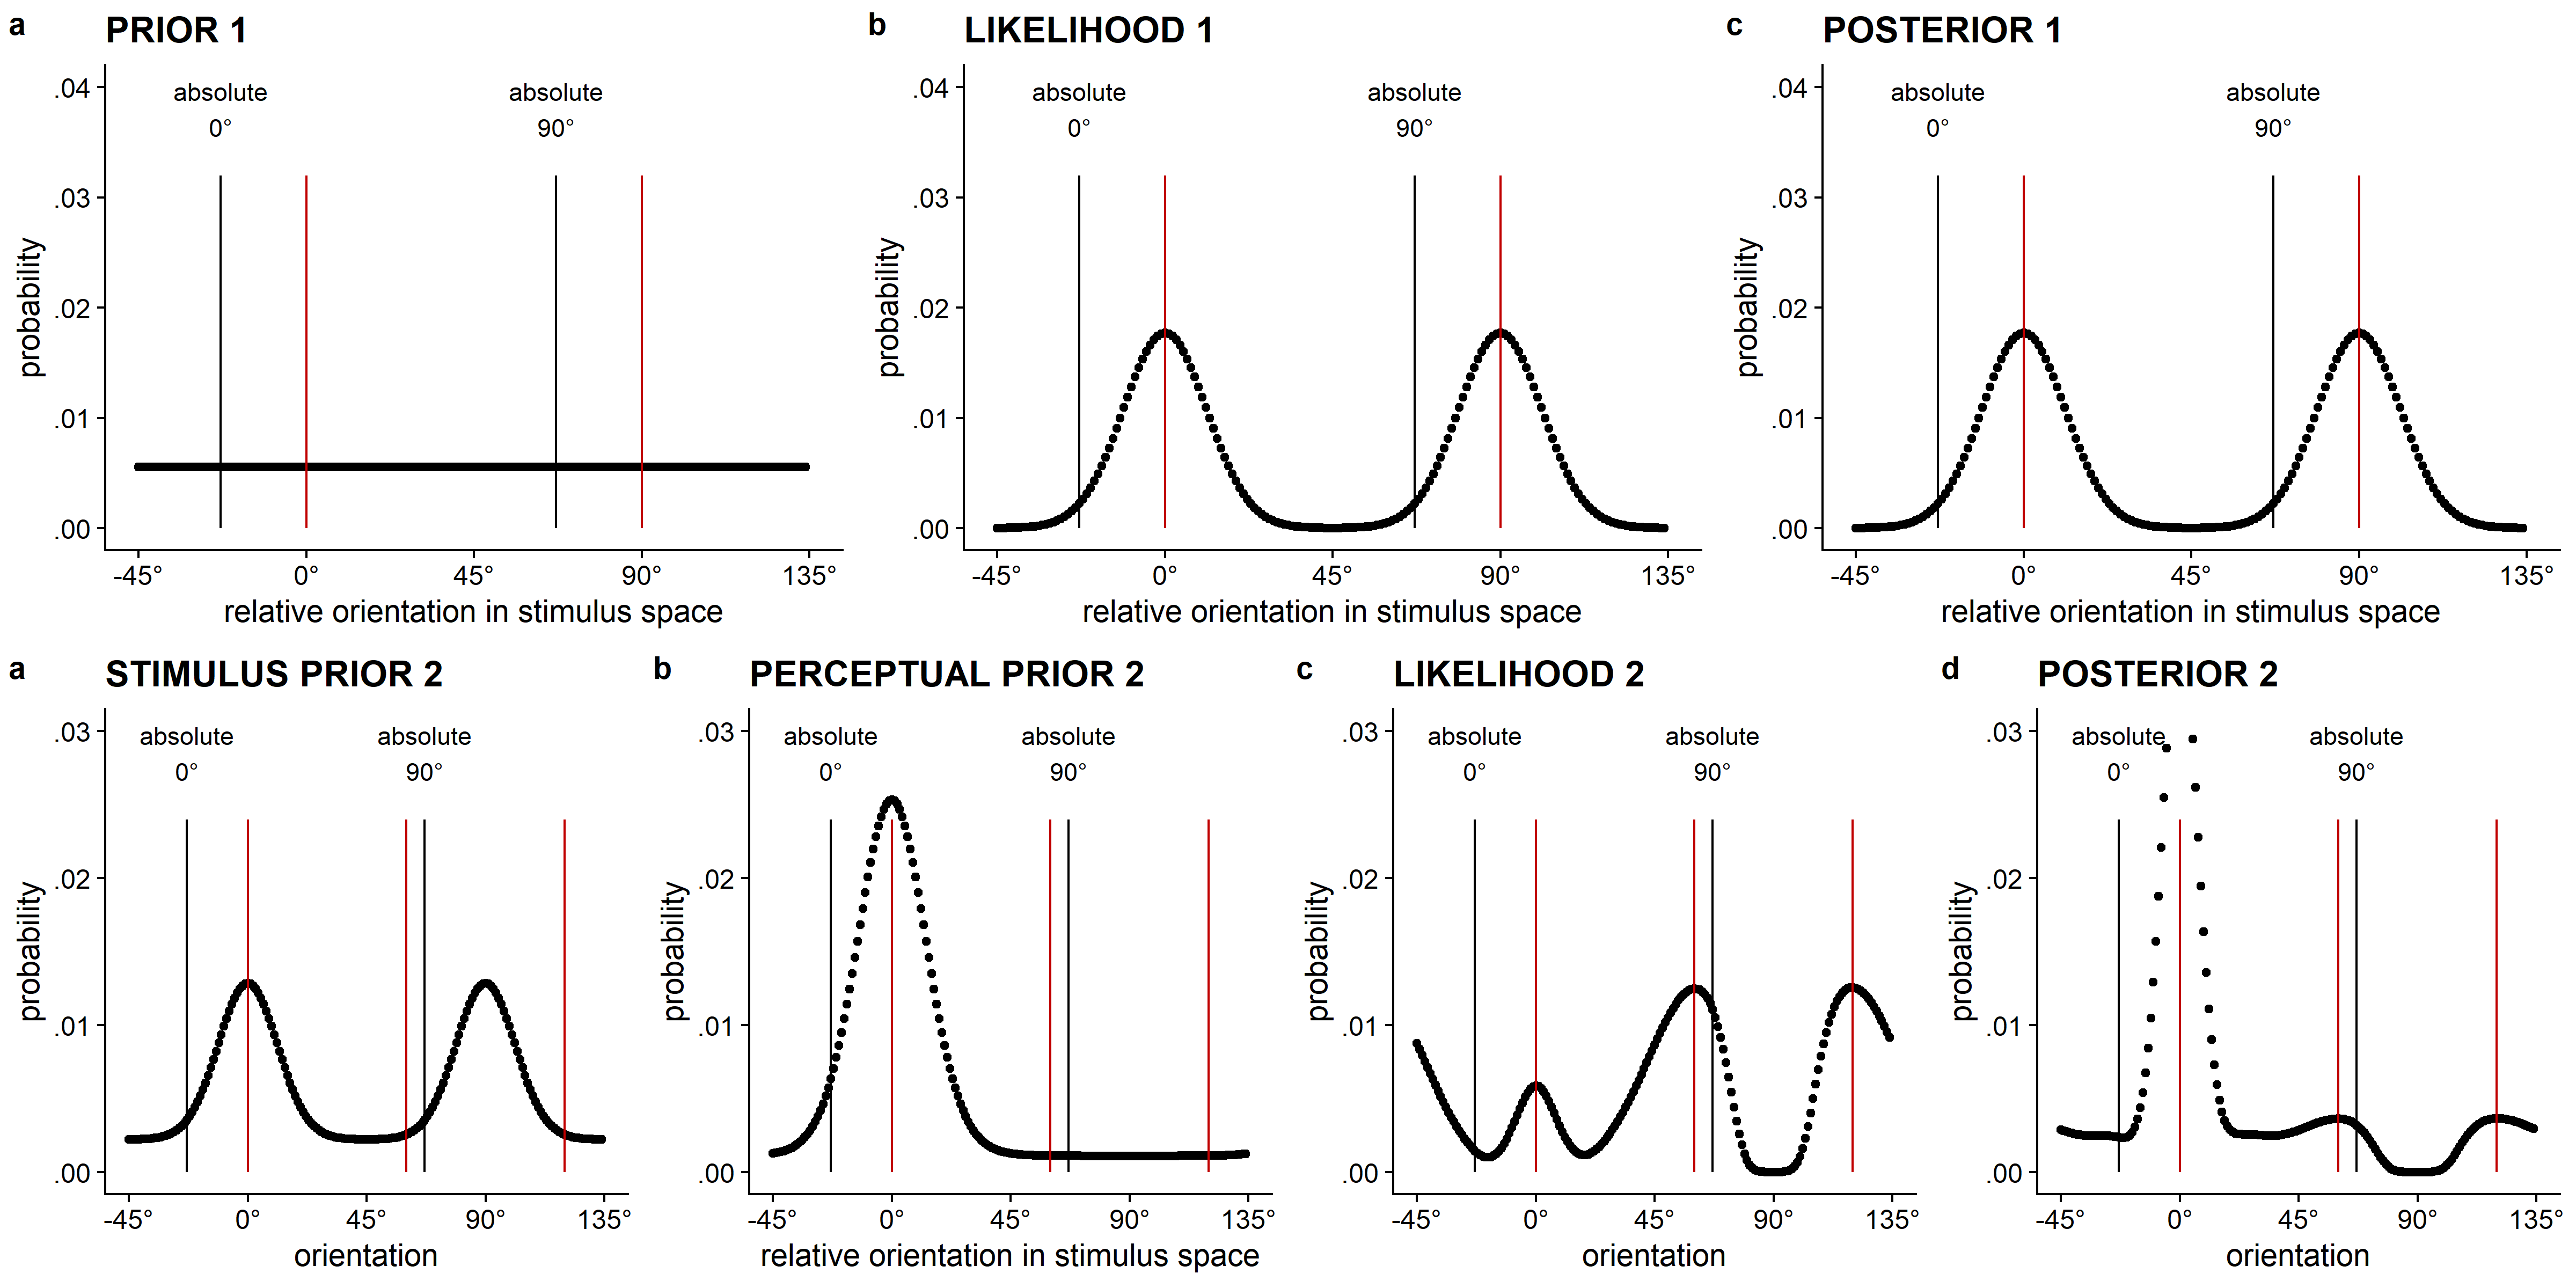 a PRIOR 1
.04
.03
.02
.01
.00
absolute absolute
0° 90°
probability
-45° 0° 45° 90° 135°
relative orientation in stimulus space
b LIKELIHOOD 1
.04
.03
.02
.01
.00
absolute absolute
0° 90°
probability
-45° 0° 45° 90° 135°
relative orientation in stimulus space
c POSTERIOR 1
.04
.03
.02
.01
.00
absolute absolute
0° 90°
probability
-45° 0° 45° 90° 135°
relative orientation in stimulus space
a STIMULUS PRIOR 2
.03
.02
.01
.00
absolute absolute
0° 90°
probability
-45° 0° 45° 90° 135°
orientation
b PERCEPTUAL PRIOR 2
.03
.02
.01
.00
absolute absolute
0° 90°
probability
-45° 0° 45° 90° 135°
relative orientation in stimulus space
c LIKELIHOOD 2
.03
.02
.01
.00
absolute absolute
0° 90°
probability
-45° 0° 45° 90° 135°
orientation
d POSTERIOR 2
.03
.02
.01
.00
absolute absolute
0° 90°
probability
-45° 0° 45° 90° 135°
orientation